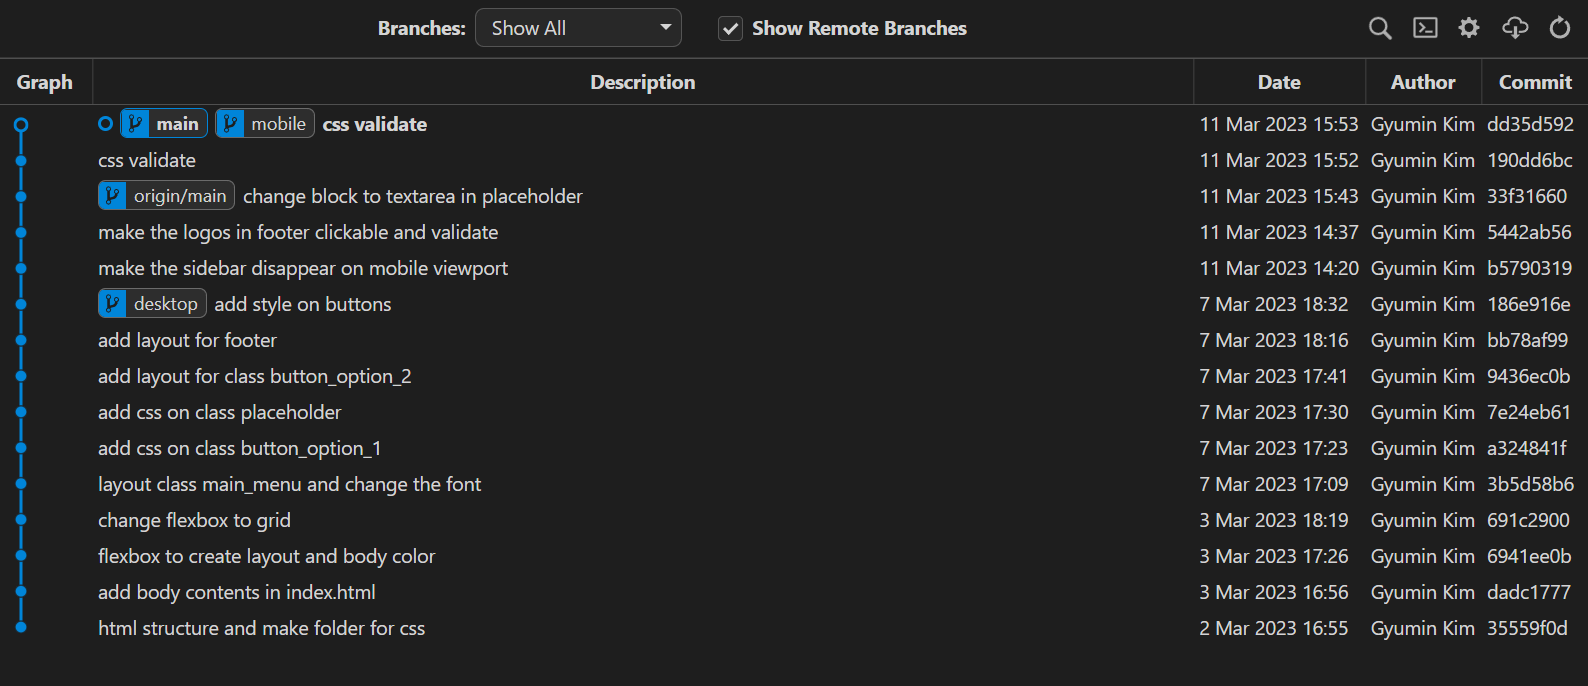 Branches: Show All Show Remote Branches
Graph Description Date Author Commit
main mobile css validate 11 Mar 2023 15:53 Gyumin Kim dd35d592
css validate 11 Mar 2023 15:52 Gyumin Kim 190dd6bc
origin/main change block to textarea in placeholder 11 Mar 2023 15:43 Gyumin Kim 33f31660
make the logos in footer clickable and validate 11 Mar 2023 14:37 Gyumin Kim 5442ab56
make the sidebar disappear on mobile viewport 11 Mar 2023 14:20 Gyumin Kim b5790319
desktop add style on buttons 7 Mar 2023 18:32 Gyumin Kim 186e916e
add layout for footer 7 Mar 2023 18:16 Gyumin Kim bb78af99
add layout for class button_option_2 7 Mar 2023 17:41 Gyumin Kim 9436ec0b
add css on class placeholder 7 Mar 2023 17:30 Gyumin Kim 7e24eb61
add css on class button_option_1 7 Mar 2023 17:23 Gyumin Kim a324841f
layout class main_menu and change the font 7 Mar 2023 17:09 Gyumin Kim 3b5d58b6
change flexbox to grid 3 Mar 2023 18:19 Gyumin Kim 691c2900
flexbox to create layout and body color 3 Mar 2023 17:26 Gyumin Kim 6941ee0b
add body contents in index.html 3 Mar 2023 16:56 Gyumin Kim dadc1777
html structure and make folder for css 2 Mar 2023 16:55 Gyumin Kim 35559f0d